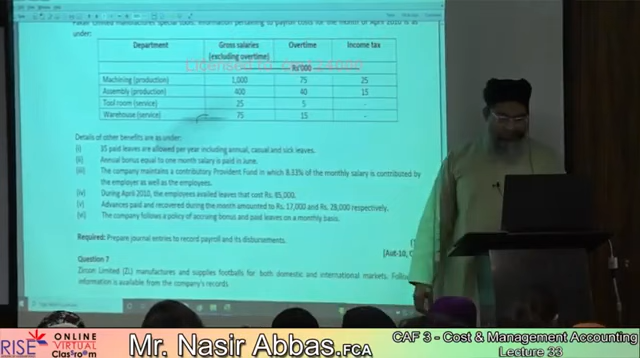 Pakair Limited manufactures special tools. Information pertaining to payroll costs for the month of April 2010 is as
under:
Department Gross salaries (excluding overtime) Overtime Income tax
Rs'000
Machining (production) 1,000 75 25
Assembly (production) 400 40 15
Tool room (service) 25 5 -
Warehouse (service) 75 15 -
Details of other benefits are as under:
(i) 35 paid leaves are allowed per year including annual, casual and sick leaves.
(ii) Annual bonus equal to one month salary is paid in June.
(iii) The company maintains a contributory Provident Fund in which 8.33% of the monthly salary is contributed
by the employer as well as the employees.
(iv) During April 2010, the employees availed leaves that cost Rs. 65,000.
(v) Advances paid and recovered during the month amounted to Rs. 17,000 and Rs. 28,000 respectively.
(vi) The company follows a policy of accruing bonus and paid leaves on a monthly basis.
Required: Prepare journal entries to record payroll and its disbursements.
Question 7
Zircon Limited (ZL) manufactures and supplies footballs for both domestic and international markets.
information is available from the company's records
RISE ONLINE VIRTUAL Classroom
Mr. Nasir Abbas.FCA
CAF 3 - Cost & Management Accounting
Lecture 33